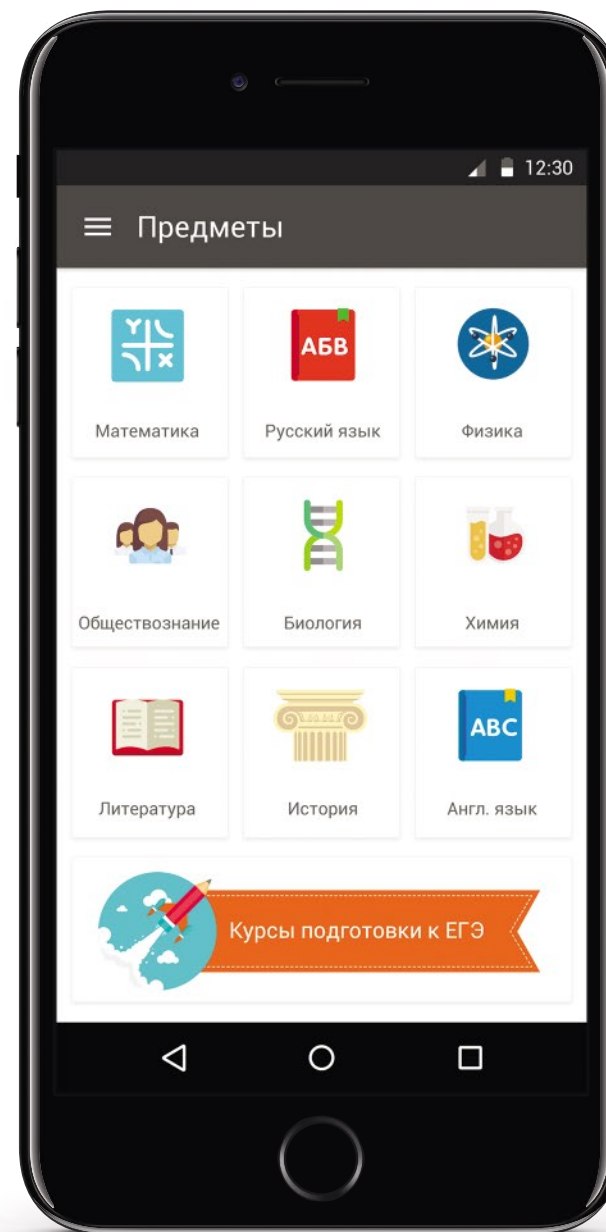 12:30
Предметы
АБВ
Математика
Русский язык
Физика
Обществознание
Биология
Химия
ABC
Литература
История
Англ. язык
Курсы подготовки к ЕГЭ